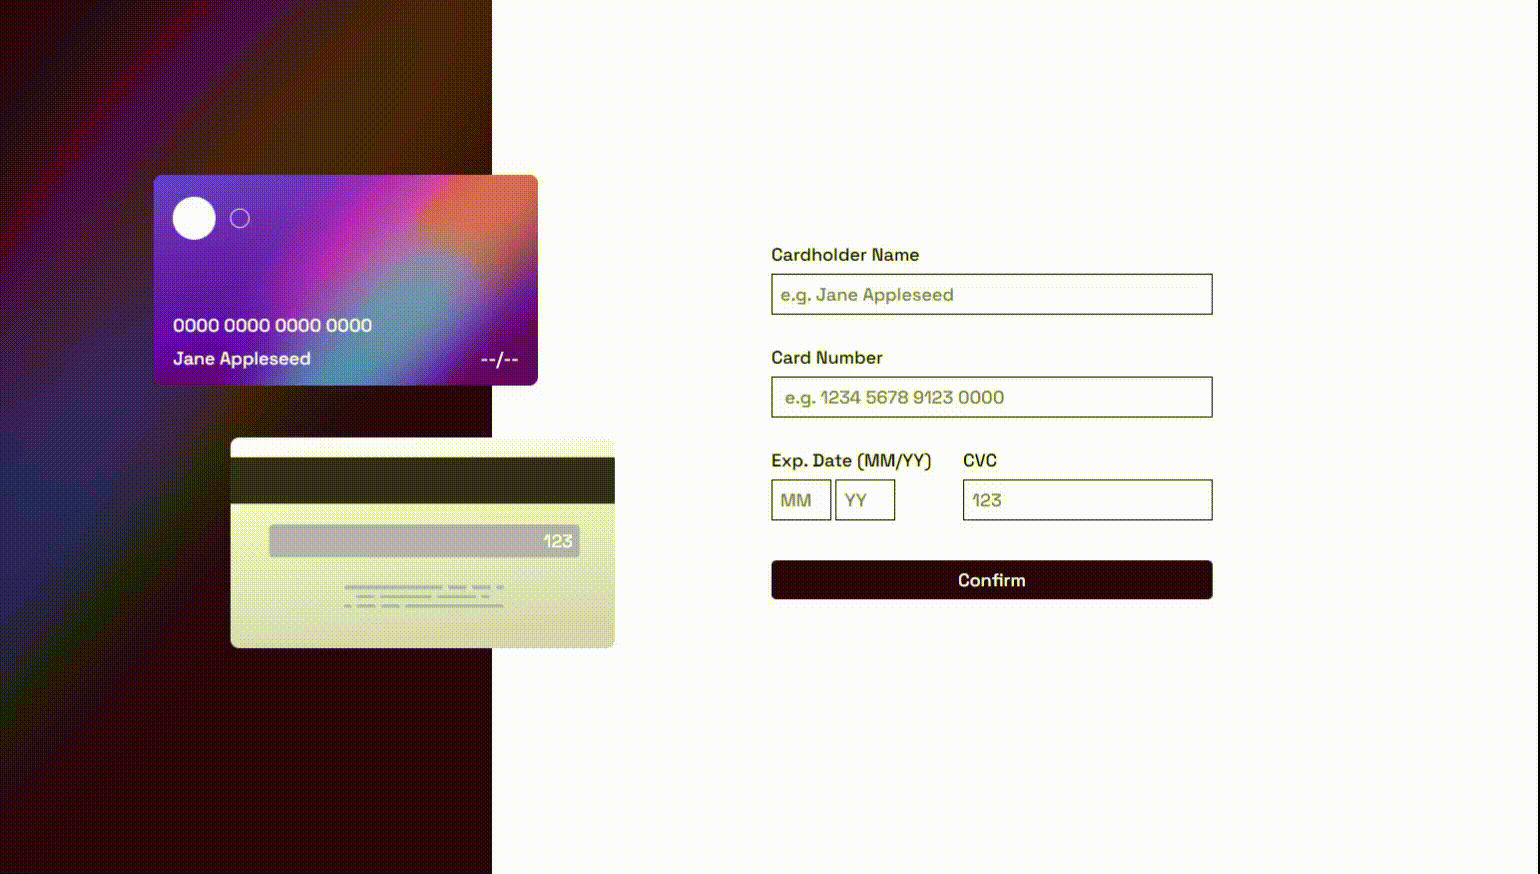 0000 0000 0000 0000
Jane Appleseed --/--
123
Cardholder Name
e.g. Jane Appleseed
Card Number
e.g. 1234 5678 9123 0000
Exp. Date (MM/YY) CVC
MM YY 123
Confirm